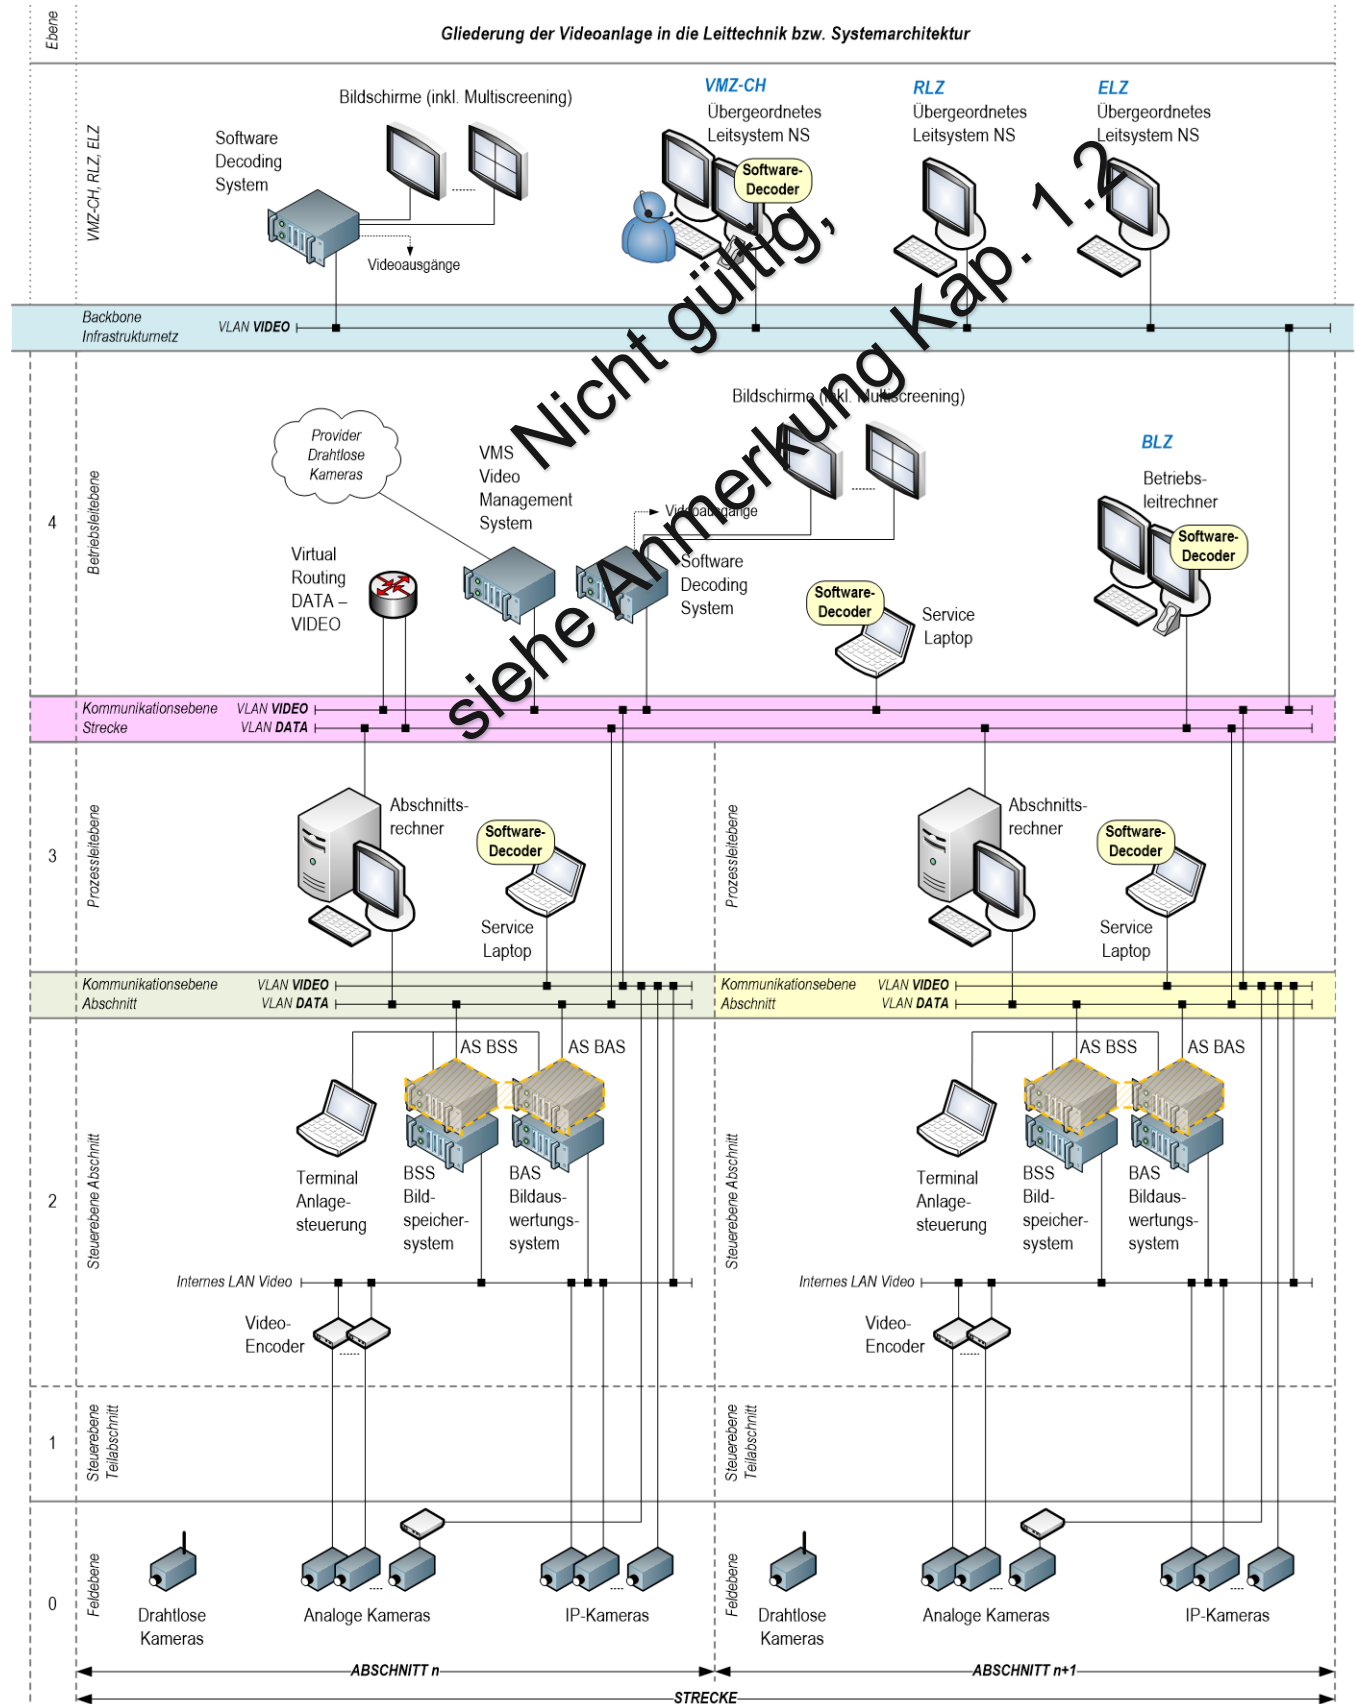 Ebene
Gliederung der Videoanlage in die Leittechnik bzw. Systemarchitektur
VMZ-CH, RLZ, ELZ
Bildschirme (inkl. Multiscreening)
Software
Decoding
System
Videoausgänge
VMZ-CH
Übergeordnetes
Leitsystem NS
Software-
Decoder
RLZ
Übergeordnetes
Leitsystem NS
ELZ
Übergeordnetes
Leitsystem NS
Nicht gültig,
siehe Anmerkung Kap. 1.2
Backbone
Infrastrukturnetz
VLAN VIDEO
4
Betriebsleitebene
Provider
Drahtlose
Kameras
Virtual
Routing
DATA –
VIDEO
VMS
Video
Management
System
Bildschirme (inkl. Multiscreening)
Videoausgänge
Software
Decoding
System
Software-
Decoder
Service
Laptop
BLZ
Betriebs-
leitrechner
Software-
Decoder
Kommunikationsebene
Strecke
VLAN VIDEO
VLAN DATA
3
Prozessleitebene
Abschnitts-
rechner
Software-
Decoder
Service
Laptop
Prozessleitebene
Abschnitts-
rechner
Software-
Decoder
Service
Laptop
Kommunikationsebene
Abschnitt
VLAN VIDEO
VLAN DATA
Kommunikationsebene
Abschnitt
VLAN VIDEO
VLAN DATA
2
Steuerebene Abschnitt
AS BSS
AS BAS
Terminal
Anlage-
steuerung
BSS
Bild-
speicher-
system
BAS
Bildaus-
wertungs-
system
Internes LAN Video
Video-
Encoder
Steuerebene Abschnitt
AS BSS
AS BAS
Terminal
Anlage-
steuerung
BSS
Bild-
speicher-
system
BAS
Bildaus-
wertungs-
system
Internes LAN Video
Video-
Encoder
1
Steuerebene
Teilabschnitt
Steuerebene
Teilabschnitt
0
Feldebene
Drahtlose
Kameras
Analoge Kameras
IP-Kameras
Feldebene
Drahtlose
Kameras
Analoge Kameras
IP-Kameras
ABSCHNITT n
ABSCHNITT n+1
STRECKE